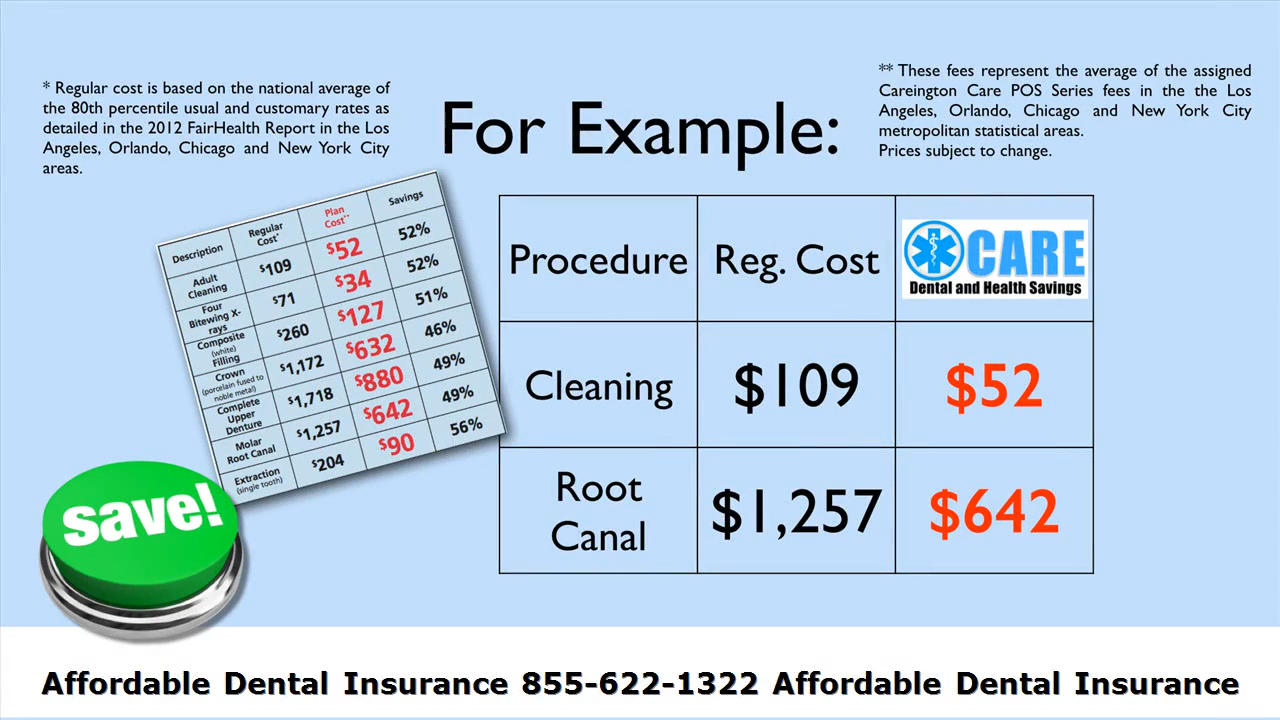 * Regular cost is based on the national average of
the 80th percentile usual and customary rates as
detailed in the 2012 FairHealth Report in the Los
Angeles, Orlando, Chicago and New York City
areas.
For Example:
** These fees represent the average of the assigned
Careington Care POS Series fees in the the Los
Angeles, Orlando, Chicago and New York City
metropolitan statistical areas.
Prices subject to change.
Description Regular Cost* Plan Cost** Savings
Adult Cleaning $109 $52 52%
Four Bitewing X-rays $71 $34 52%
Composite (white) Filling $260 $127 51%
Crown (porcelain fused to noble metal) $1,172 $632 46%
Complete Upper Denture $1,718 $880 49%
Molar Root Canal $1,257 $642 49%
Extraction (single tooth) $204 $90 56%
Procedure Reg. Cost CARE
Dental and Health Savings
Cleaning $109 $52
Root
Canal $1,257 $642
save!
Affordable Dental Insurance 855-622-1322 Affordable Dental Insurance